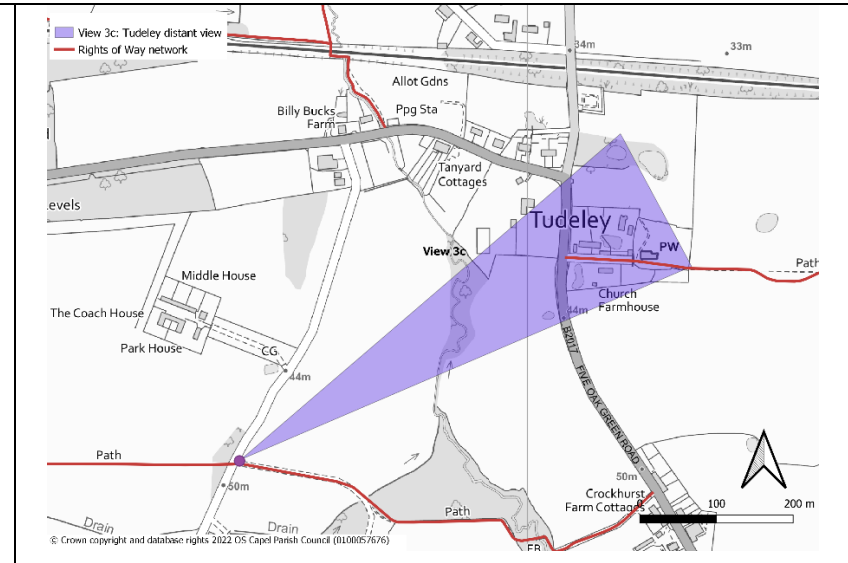 View 3c: Tudeley distant view
Rights of Way network
34m
33m
Allot Gdns
Billy Bucks
Farm
Ppg Sta
Tanyard
Cottages
evels
Tudeley
View 3c
PW
Path
Middle House
The Coach House
Church
Farmhouse
44m
Park House
CG
44m
B2017
FIVE OAK GREEN ROAD
Path
50m
50m
Crockhurst
Farm Cottages
0
100
200 m
Path
Drain
Drain
FB
© Crown copyright and database rights 2022 OS Capel Parish Council (0100057676)